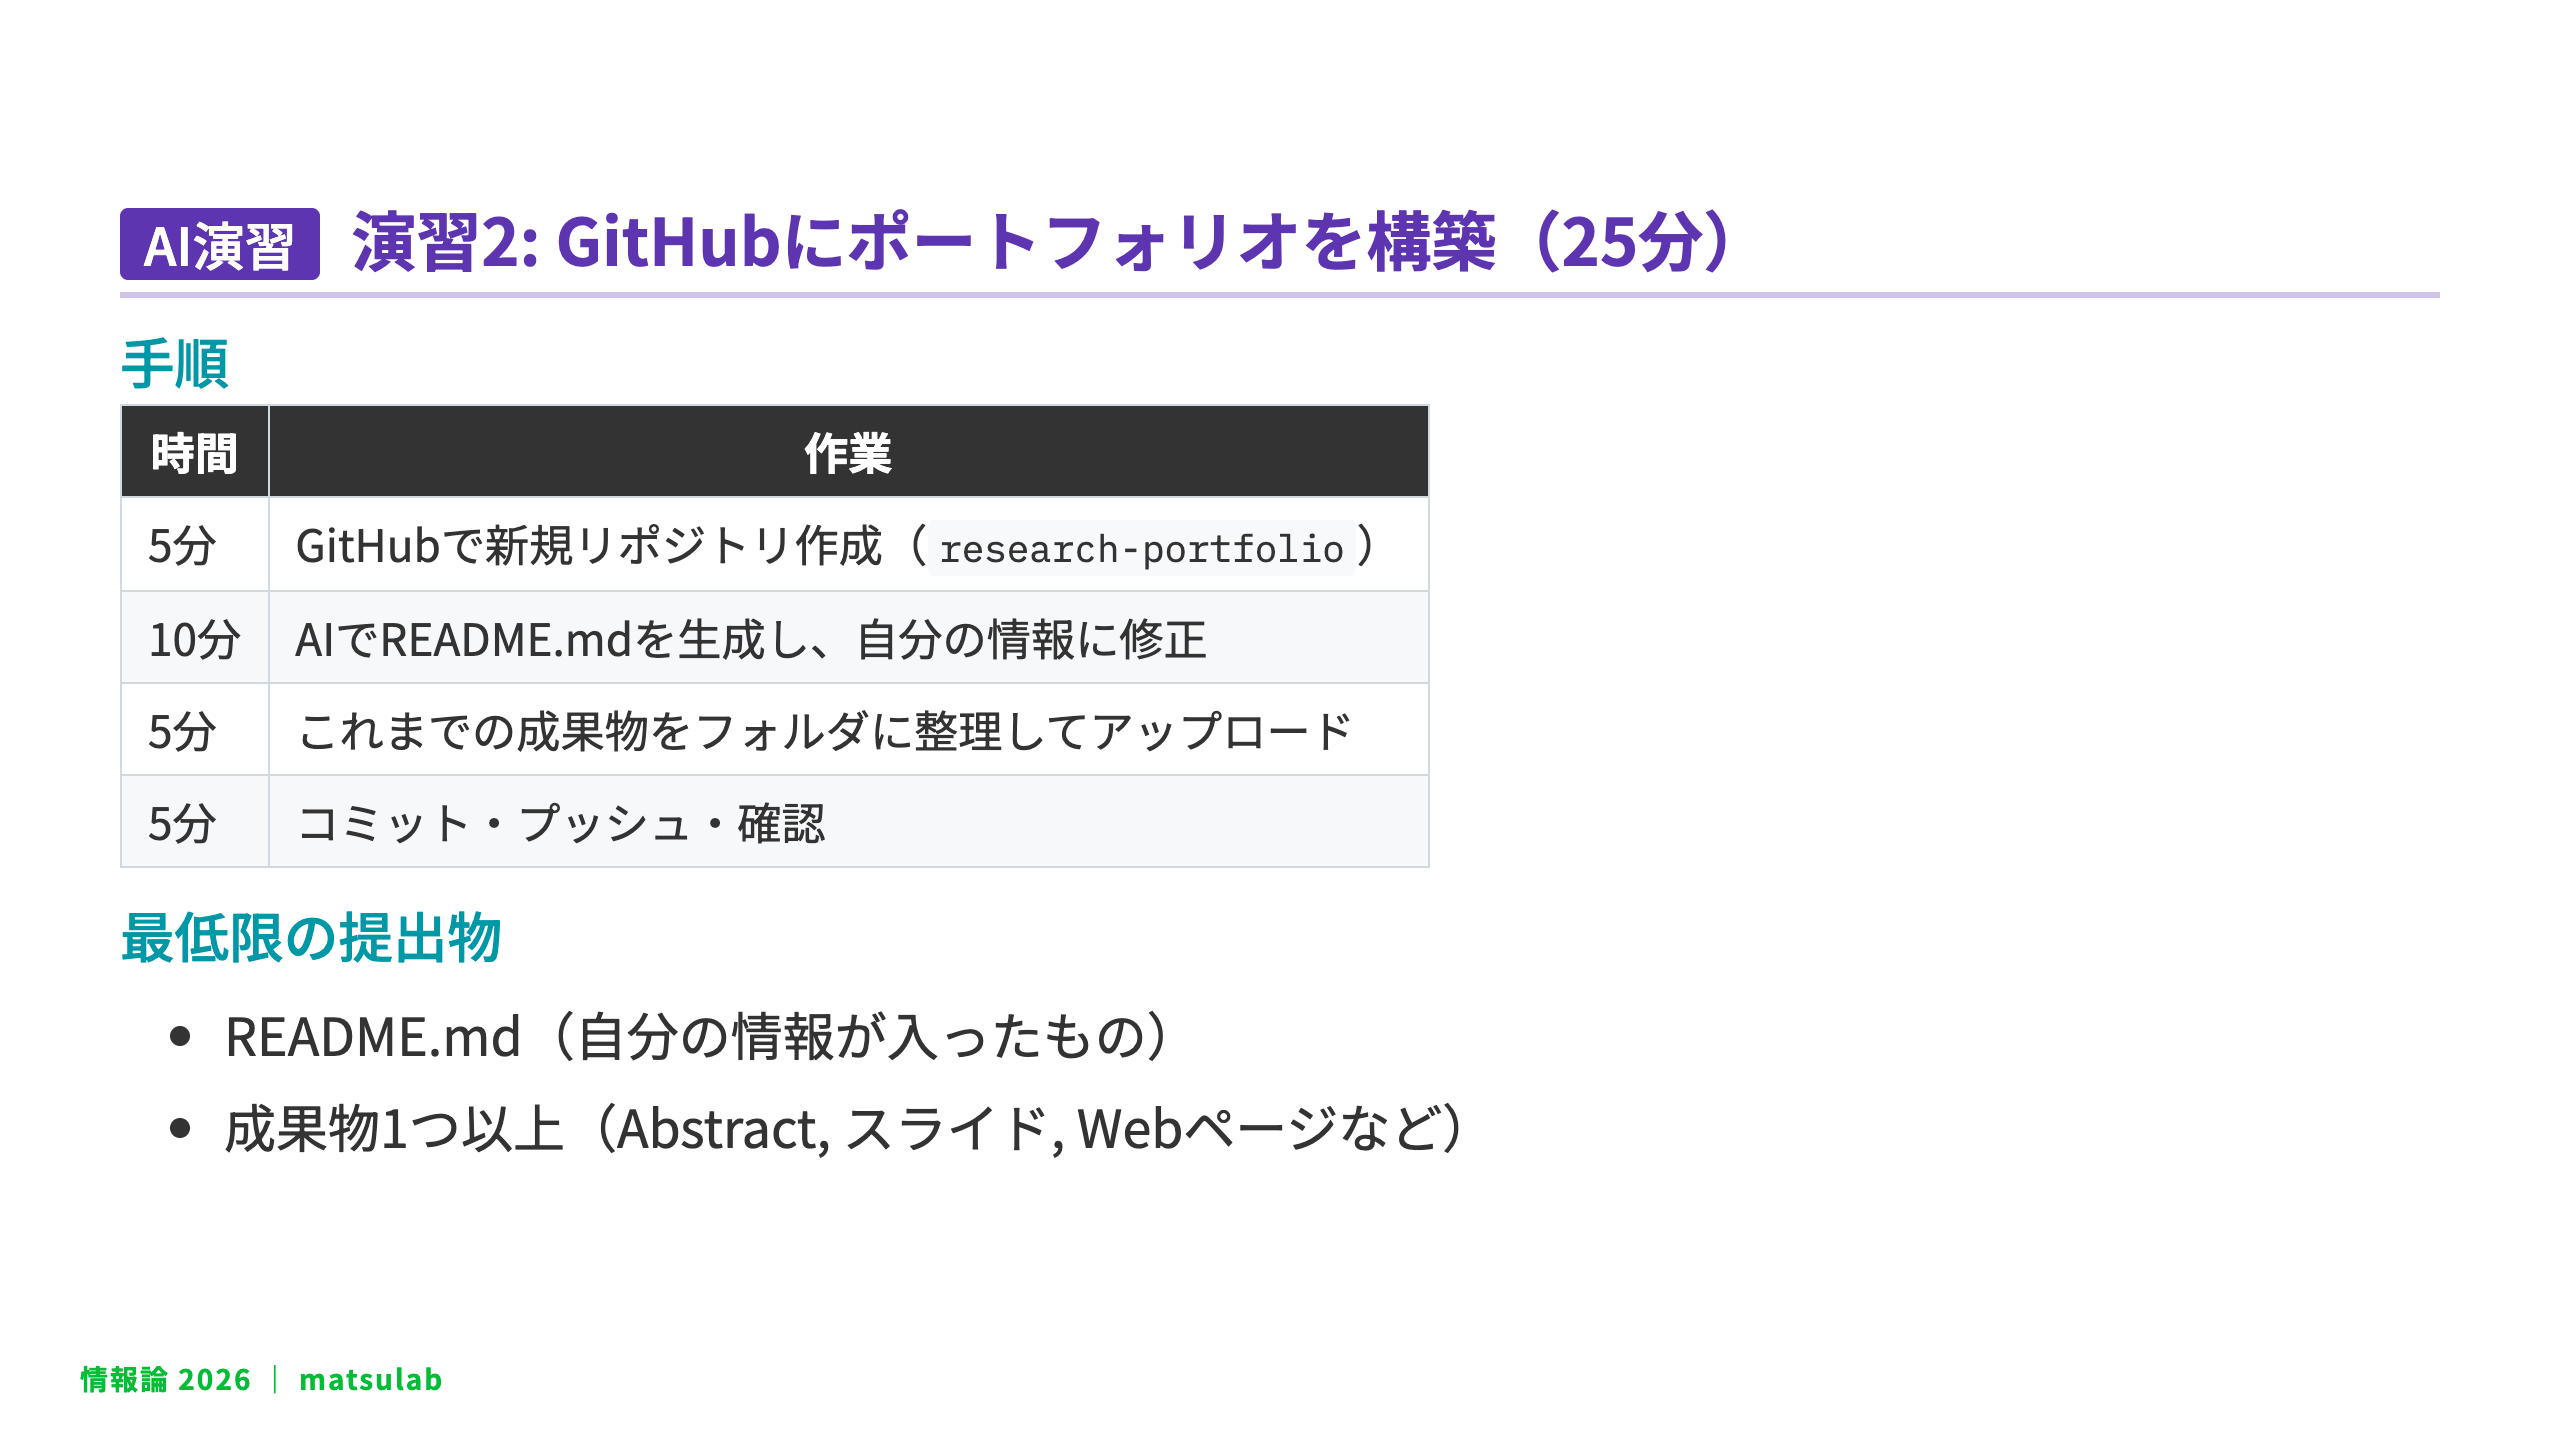 AI演習 演習2: GitHubにポートフォリオを構築（25分）
手順
時間 作業
5分 GitHubで新規リポジトリ作成（research-portfolio）
10分 AIでREADME.mdを生成し、自分の情報に修正
5分 これまでの成果物をフォルダに整理してアップロード
5分 コミット・プッシュ・確認
最低限の提出物
• README.md（自分の情報が入ったもの）
• 成果物1つ以上（Abstract, スライド, Webページなど）
情報論 2026 ｜ matsulab